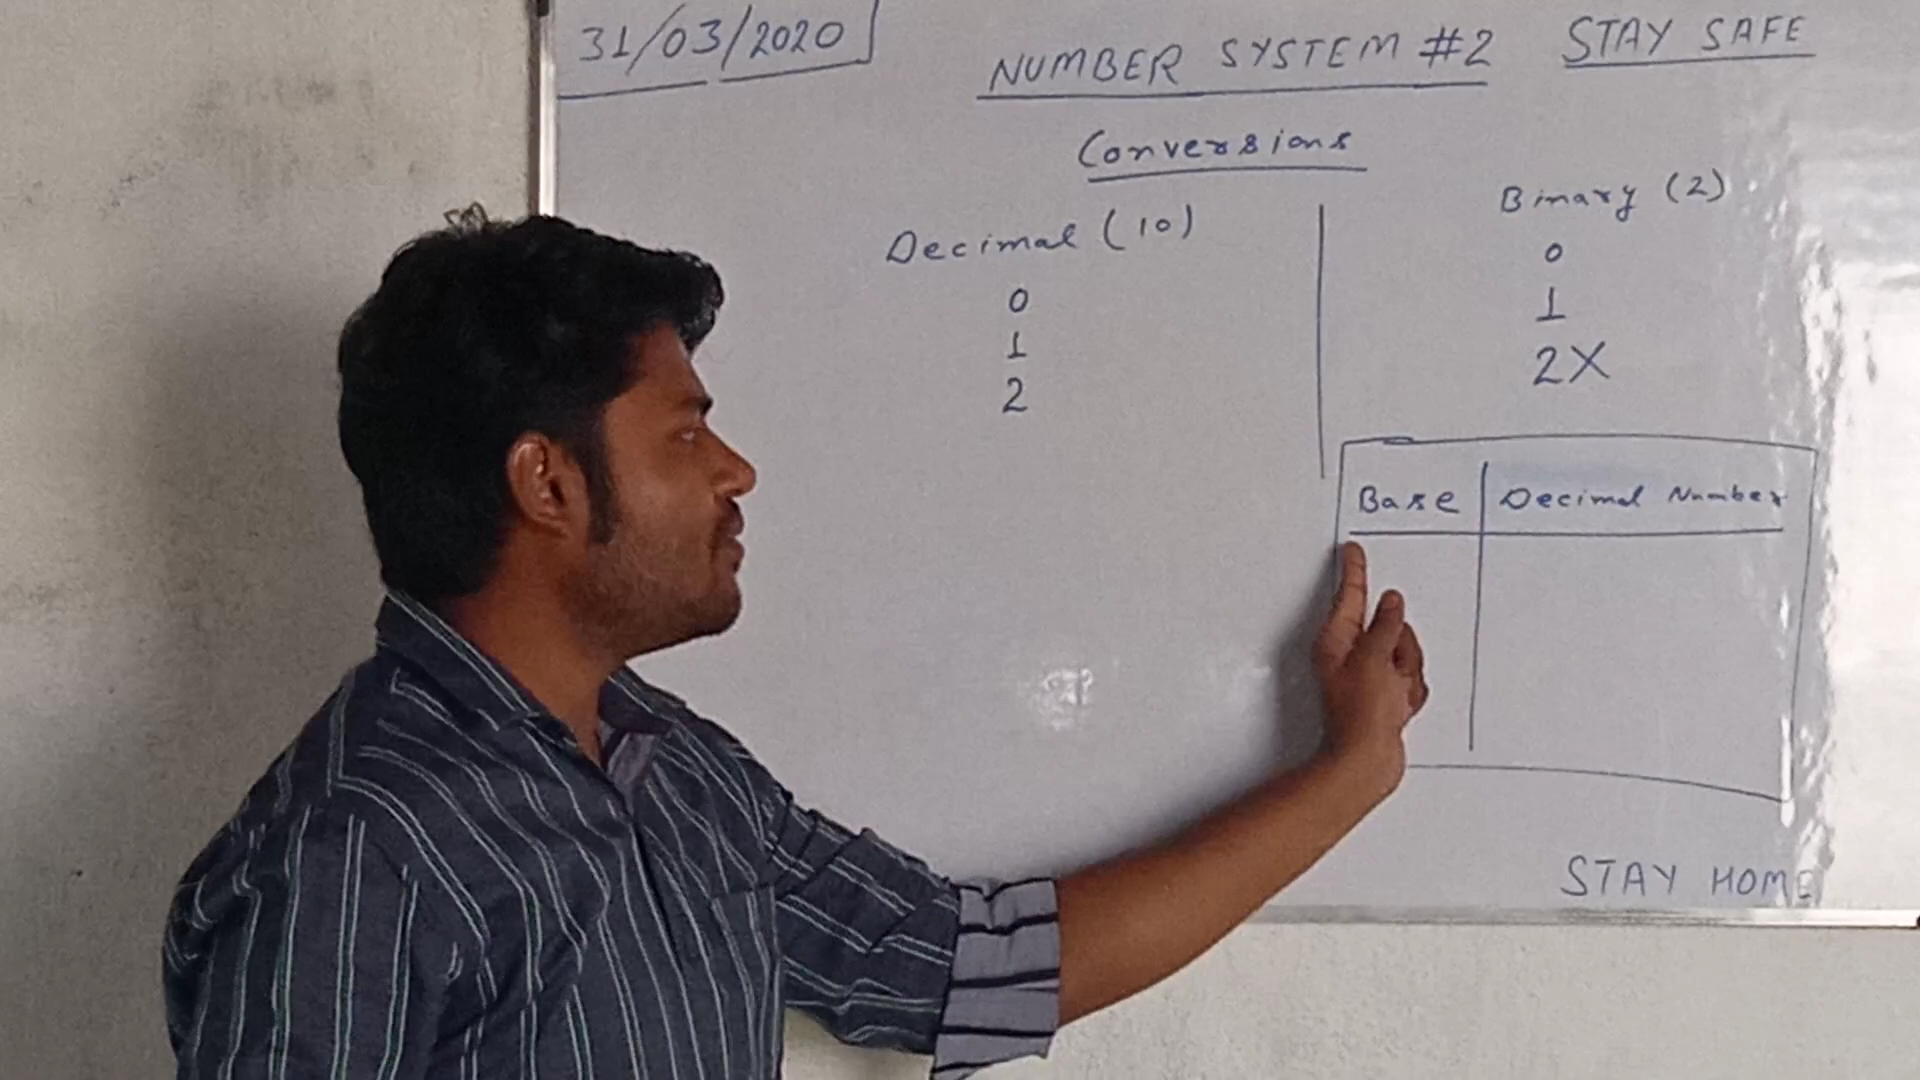 31/03/2020
NUMBER SYSTEM #2
STAY SAFE
Conversions
Decimal (10)
0
1
2
Binary (2)
0
1
2X
Base
Decimal Number
STAY HOME